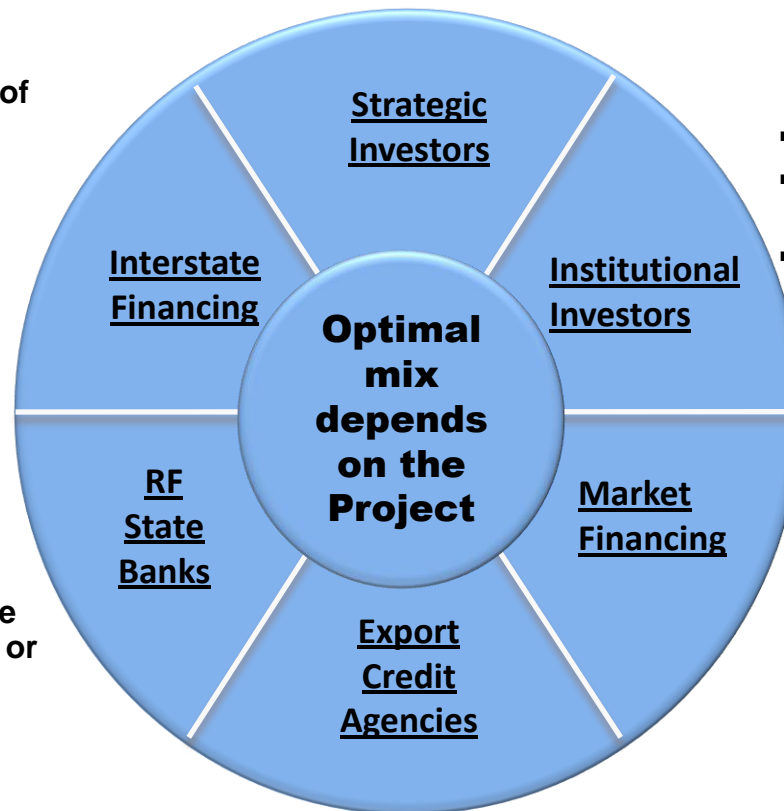 of
Strategic
Investors
▪
▪
▪
Interstate
Financing
Institutional
Investors
Optimal
mix
depends
on the
Project
RF
State
Banks
Market
Financing
e
or
Export
Credit
Agencies